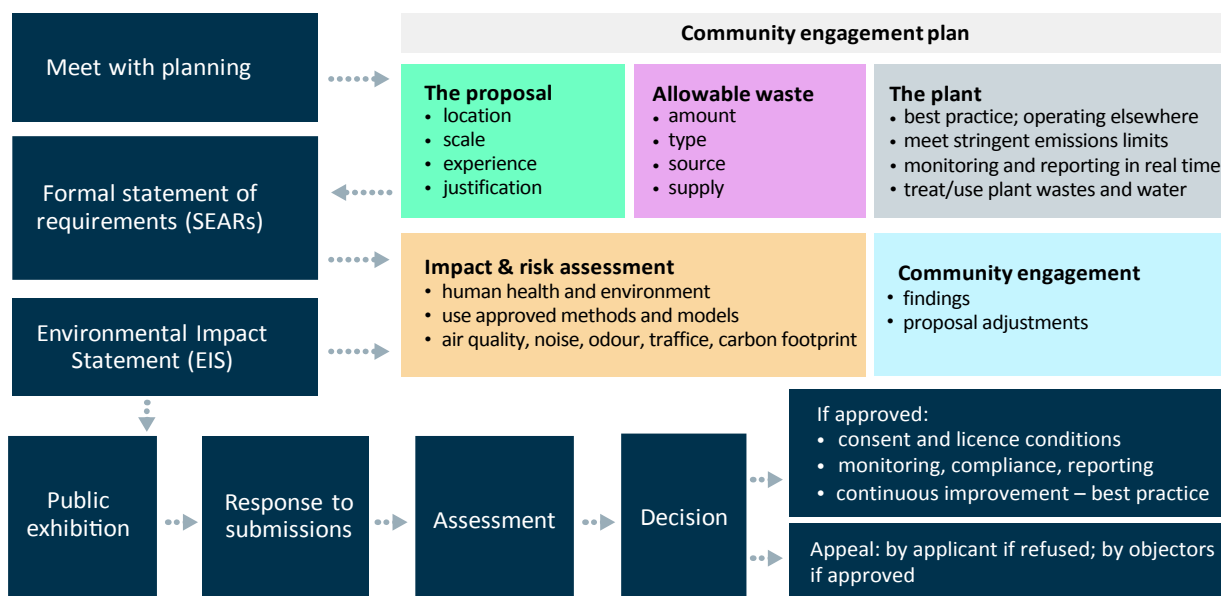 Meet with planning
Community engagement plan
The proposal
• location
• scale
• experience
• justification
Allowable waste
• amount
• type
• source
• supply
The plant
• best practice; operating elsewhere
• meet stringent emissions limits
• monitoring and reporting in real time
• treat/use plant wastes and water
Formal statement of
requirements (SEARs)
Impact & risk assessment
• human health and environment
• use approved methods and models
• air quality, noise, odour, traffice, carbon footprint
Community engagement
• findings
• proposal adjustments
Environmental Impact
Statement (EIS)
Public
exhibition
Response to
submissions
Assessment
Decision
If approved:
• consent and licence conditions
• monitoring, compliance, reporting
• continuous improvement – best practice
Appeal: by applicant if refused; by objectors
if approved